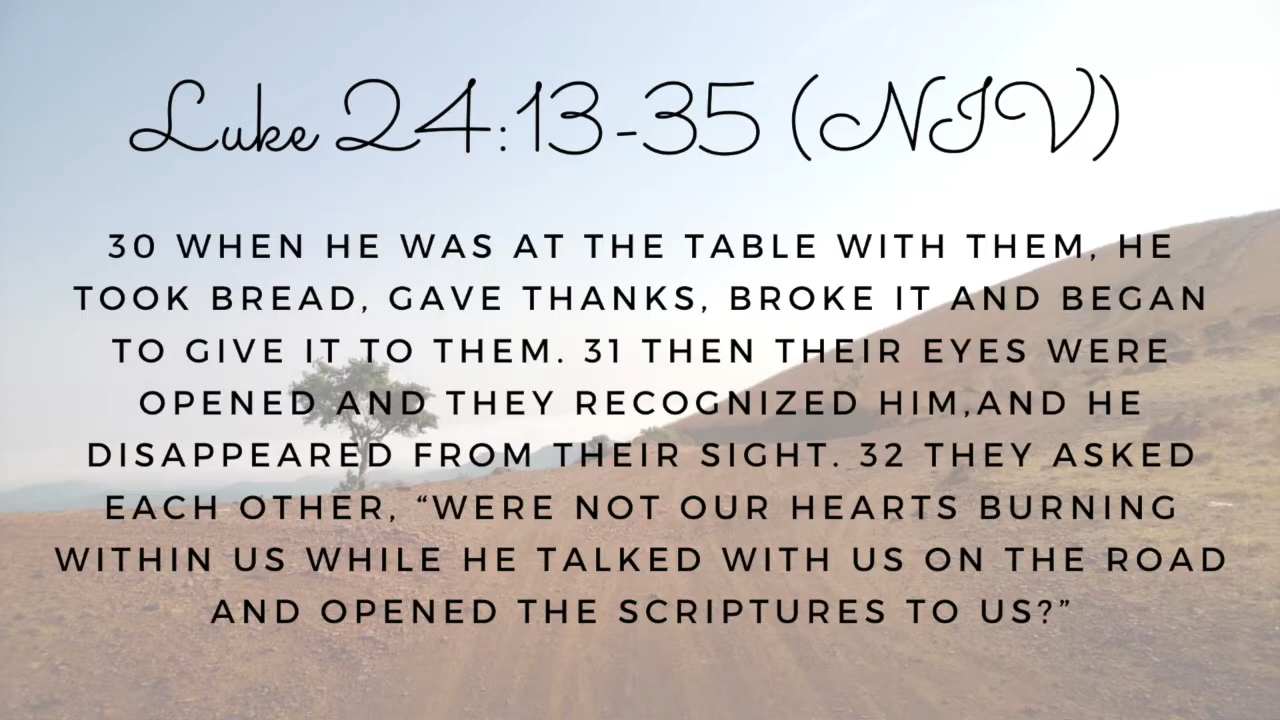 Luke 24:13-35 (NIV)
30 WHEN HE WAS AT THE TABLE WITH THEM, HE
TOOK BREAD, GAVE THANKS, BROKE IT AND BEGAN
TO GIVE IT TO THEM. 31 THEN THEIR EYES WERE
OPENED AND THEY RECOGNIZED HIM,AND HE
DISAPPEARED FROM THEIR SIGHT. 32 THEY ASKED
EACH OTHER, “WERE NOT OUR HEARTS BURNING
WITHIN US WHILE HE TALKED WITH US ON THE ROAD
AND OPENED THE SCRIPTURES TO US?”